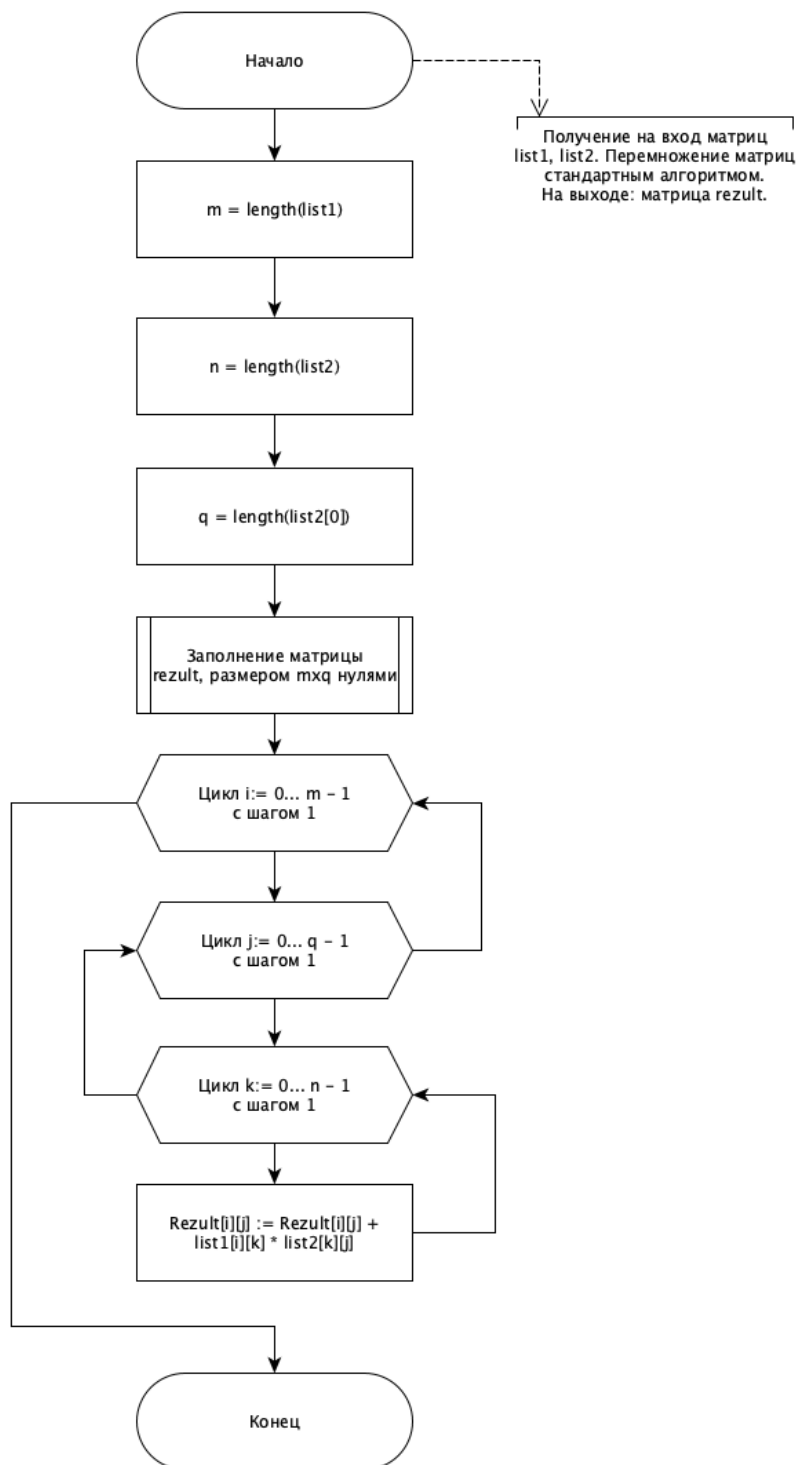 Начало
Получение на вход матриц
list1, list2. Перемножение матриц
стандартным алгоритмом.
На выходе: матрица rezult.
m = length(list1)
n = length(list2)
q = length(list2[0])
Заполнение матрицы
rezult, размером mxq нулями
Цикл i:= 0... m – 1
с шагом 1
Цикл j:= 0... q – 1
с шагом 1
Цикл k:= 0... n – 1
с шагом 1
Rezult[i][j] := Rezult[i][j] +
list1[i][k] * list2[k][j]
Конец